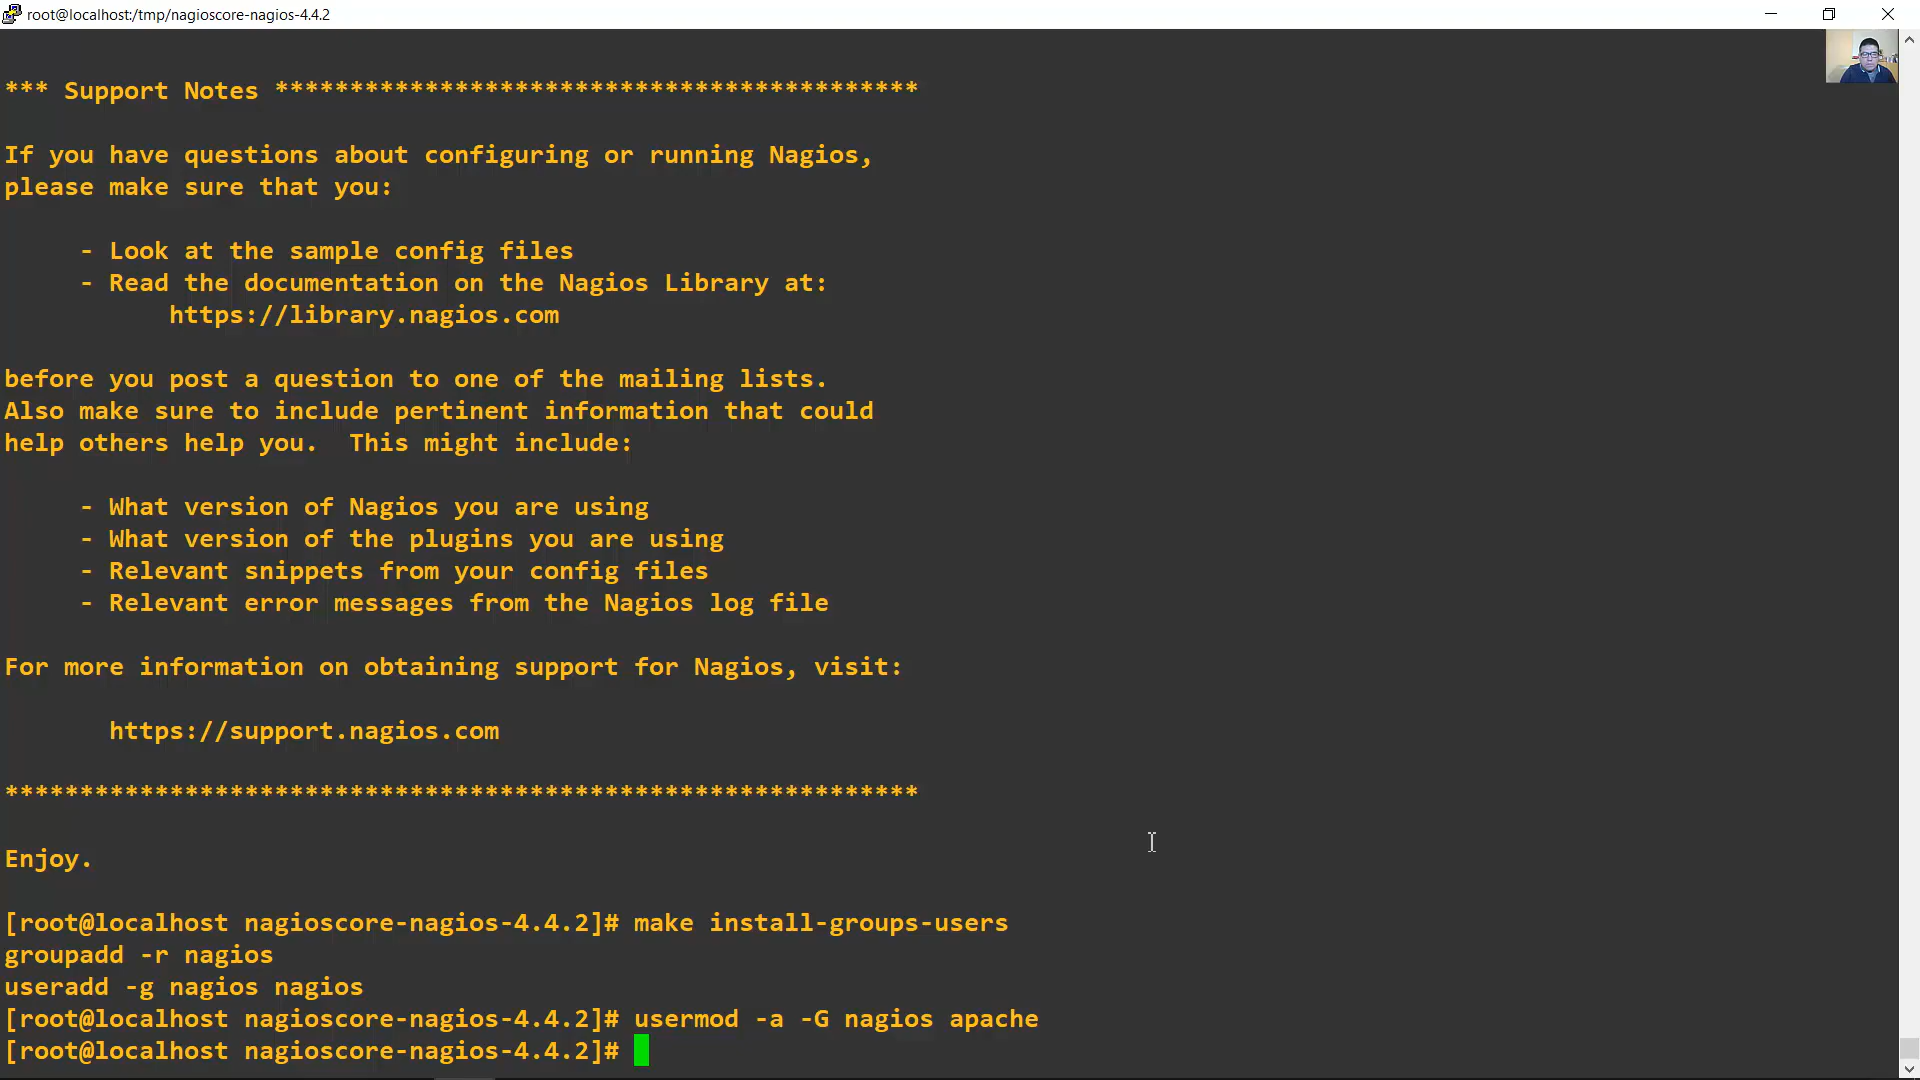 root@localhost:/tmp/nagioscore-nagios-4.4.2
*** Support Notes *******************************************
If you have questions about configuring or running Nagios,
please make sure that you:
- Look at the sample config files
- Read the documentation on the Nagios Library at:
https://library.nagios.com
before you post a question to one of the mailing lists.
Also make sure to include pertinent information that could
help others help you.  This might include:
- What version of Nagios you are using
- What version of the plugins you are using
- Relevant snippets from your config files
- Relevant error messages from the Nagios log file
For more information on obtaining support for Nagios, visit:
https://support.nagios.com
*************************************************************
Enjoy.
[root@localhost nagioscore-nagios-4.4.2]# make install-groups-users
groupadd -r nagios
useradd -g nagios nagios
[root@localhost nagioscore-nagios-4.4.2]# usermod -a -G nagios apache
[root@localhost nagioscore-nagios-4.4.2]#